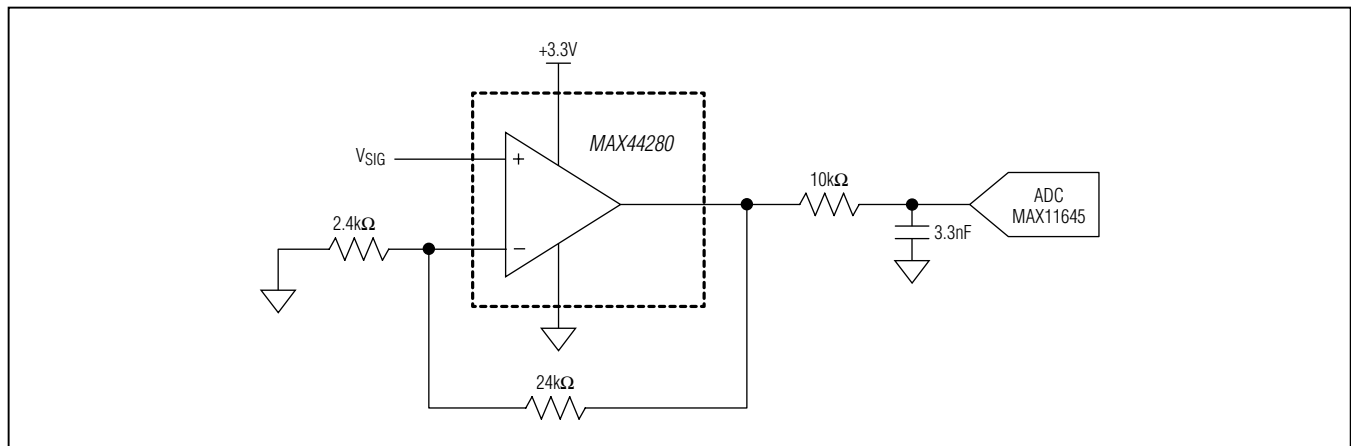 +3.3V
MAX44280
VSIG
+
10kΩ
ADC
MAX11645
2.4kΩ
−
3.3nF
24kΩ